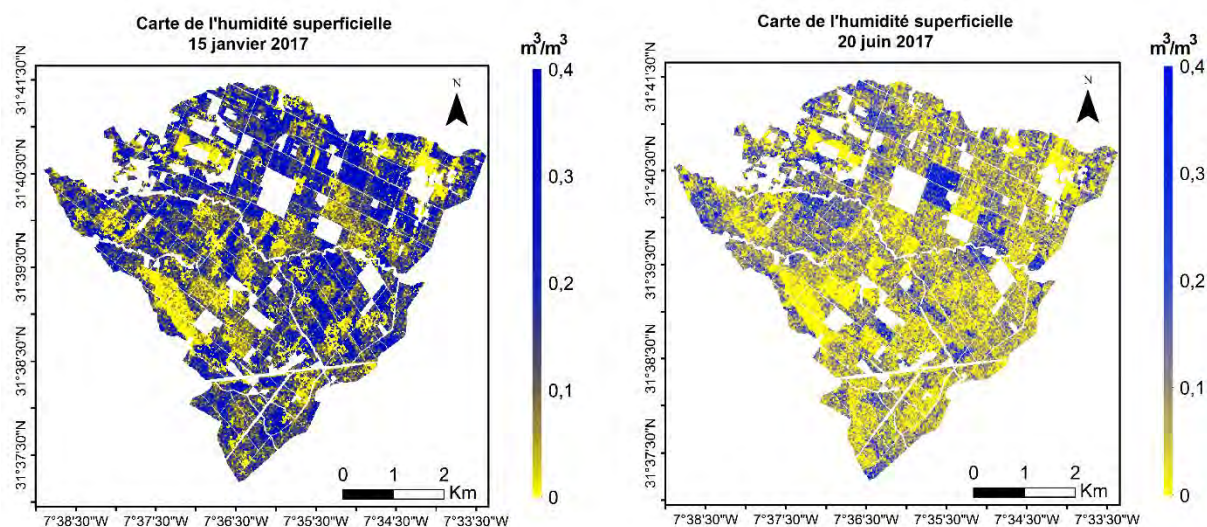 Carte de l'humidité superficielle
15 janvier 2017
m³/m³
N
0,4
0,3
0,2
0,1
0
31°41'30"N
31°40'30"N
31°39'30"N
31°38'30"N
31°37'30"N
0 1 2
Km
7°38'30"W 7°37'30"W 7°36'30"W 7°35'30"W 7°34'30"W 7°33'30"W
Carte de l'humidité superficielle
20 juin 2017
m³/m³
N
0,4
0,3
0,2
0,1
0
31°41'30"N
31°40'30"N
31°39'30"N
31°38'30"N
31°37'30"N
0 1 2
Km
7°38'30"W 7°37'30"W 7°36'30"W 7°35'30"W 7°34'30"W 7°33'30"W